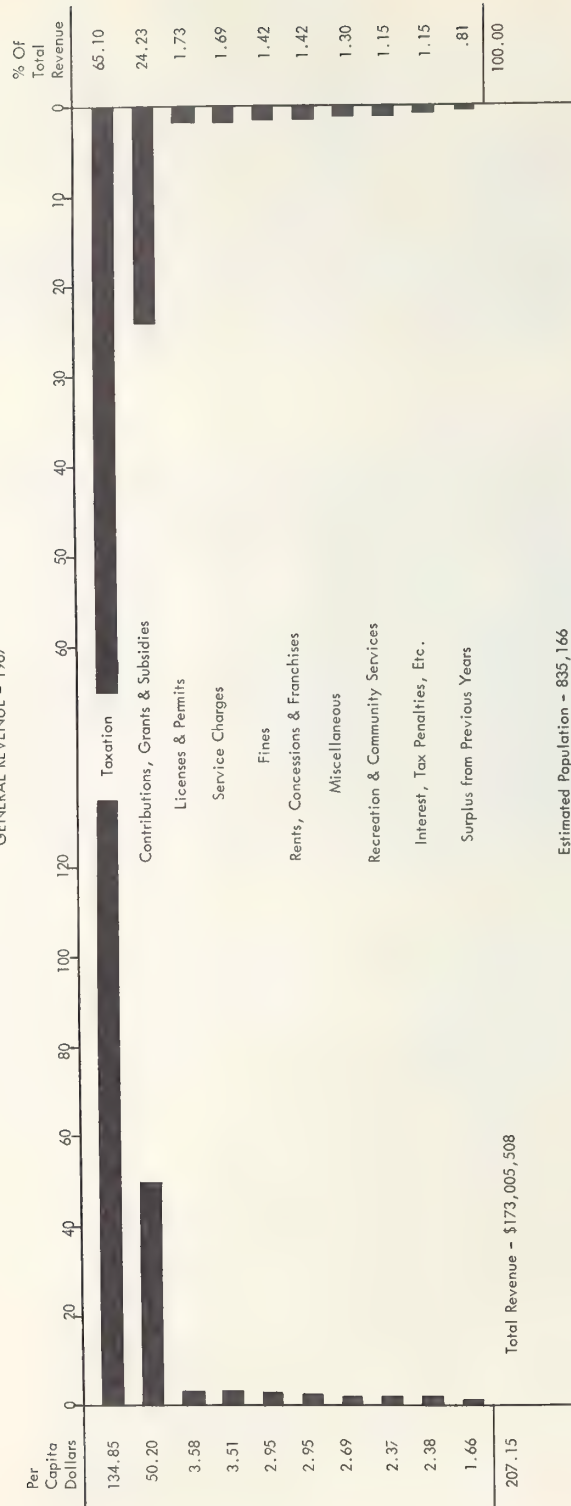 GENERAL REVENUE - 1967
Per
Capita
Dollars
0 20 40 60 80 100 120
60 50 40 30 20 10 0
% Of
Total
Revenue
134.85 Taxation 65.10
50.20 Contributions, Grants & Subsidies 24.23
3.58 Licenses & Permits 1.73
3.51 Service Charges 1.69
2.95 Fines 1.42
2.95 Rents, Concessions & Franchises 1.42
2.69 Miscellaneous 1.30
2.37 Recreation & Community Services 1.15
2.38 Interest, Tax Penalties, Etc. 1.15
1.66 Surplus from Previous Years .81
207.15 Total Revenue - $173,005,508 100.00
Estimated Population - 835,166